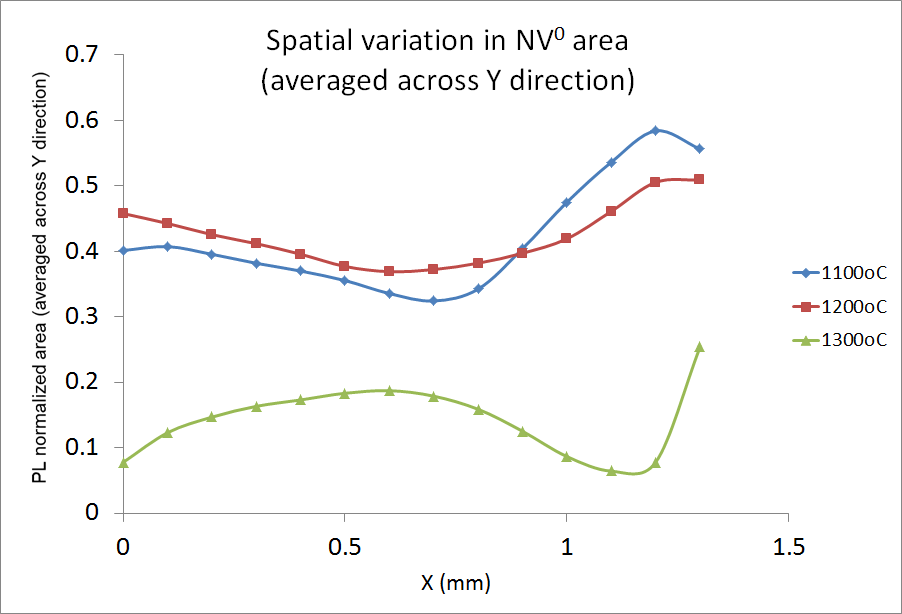 Spatial variation in NV⁰ area
(averaged across Y direction)
PL normalized area (averaged across Y direction)
0.7
0.6
0.5
0.4
0.3
0.2
0.1
0
0
0.5
1
1.5
X (mm)
1100oC
1200oC
1300oC